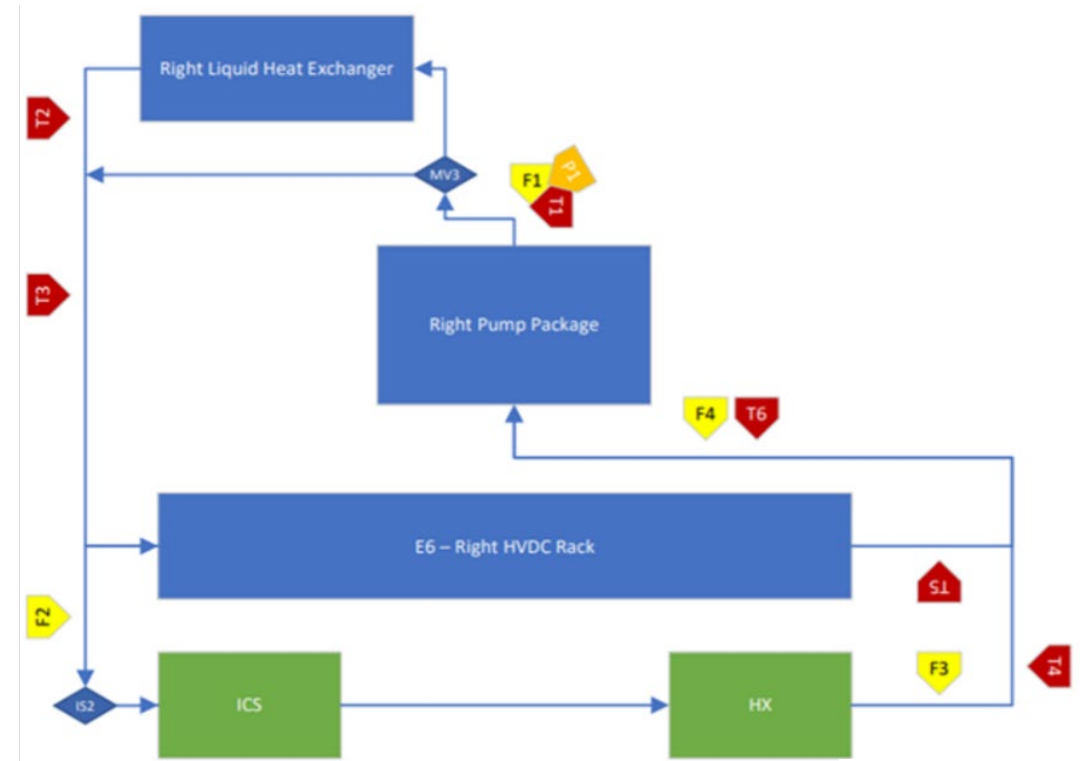 Right Liquid Heat Exchanger
T2
MV3
F1
P1
T1
T3
Right Pump Package
F4
T6
E6 – Right HVDC Rack
T5
F2
IS2
ICS
HX
F3
T4